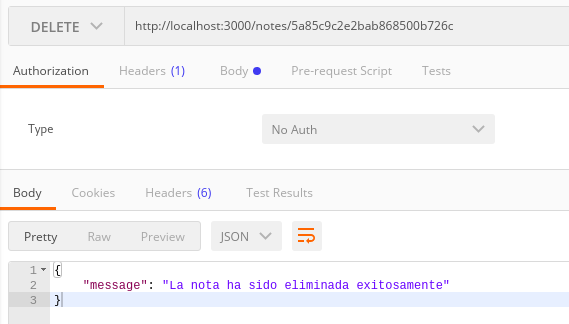 DELETE http://localhost:3000/notes/5a85c9c2e2bab868500b726c
Authorization Headers (1) Body Pre-request Script Tests
Type No Auth
Body Cookies Headers (6) Test Results
Pretty Raw Preview JSON
1 {
2 "message": "La nota ha sido eliminada exitosamente"
3 }